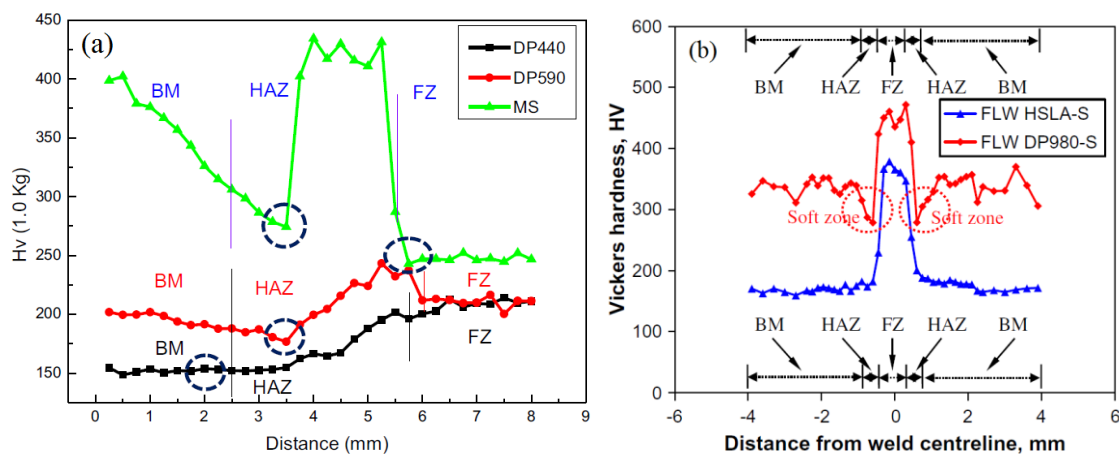 (a)
DP440
DP590
MS
BM
HAZ
FZ
BM
HAZ
FZ
BM
HAZ
FZ
Hv (1.0 Kg)
450
400
350
300
250
200
150
0 1 2 3 4 5 6 7 8 9
Distance (mm)
(b)
BM HAZ FZ HAZ BM
FLW HSLA-S
FLW DP980-S
Soft zone
Soft zone
BM HAZ FZ HAZ BM
Vickers hardness, HV
600
500
400
300
200
100
0
-6 -4 -2 0 2 4 6
Distance from weld centreline, mm